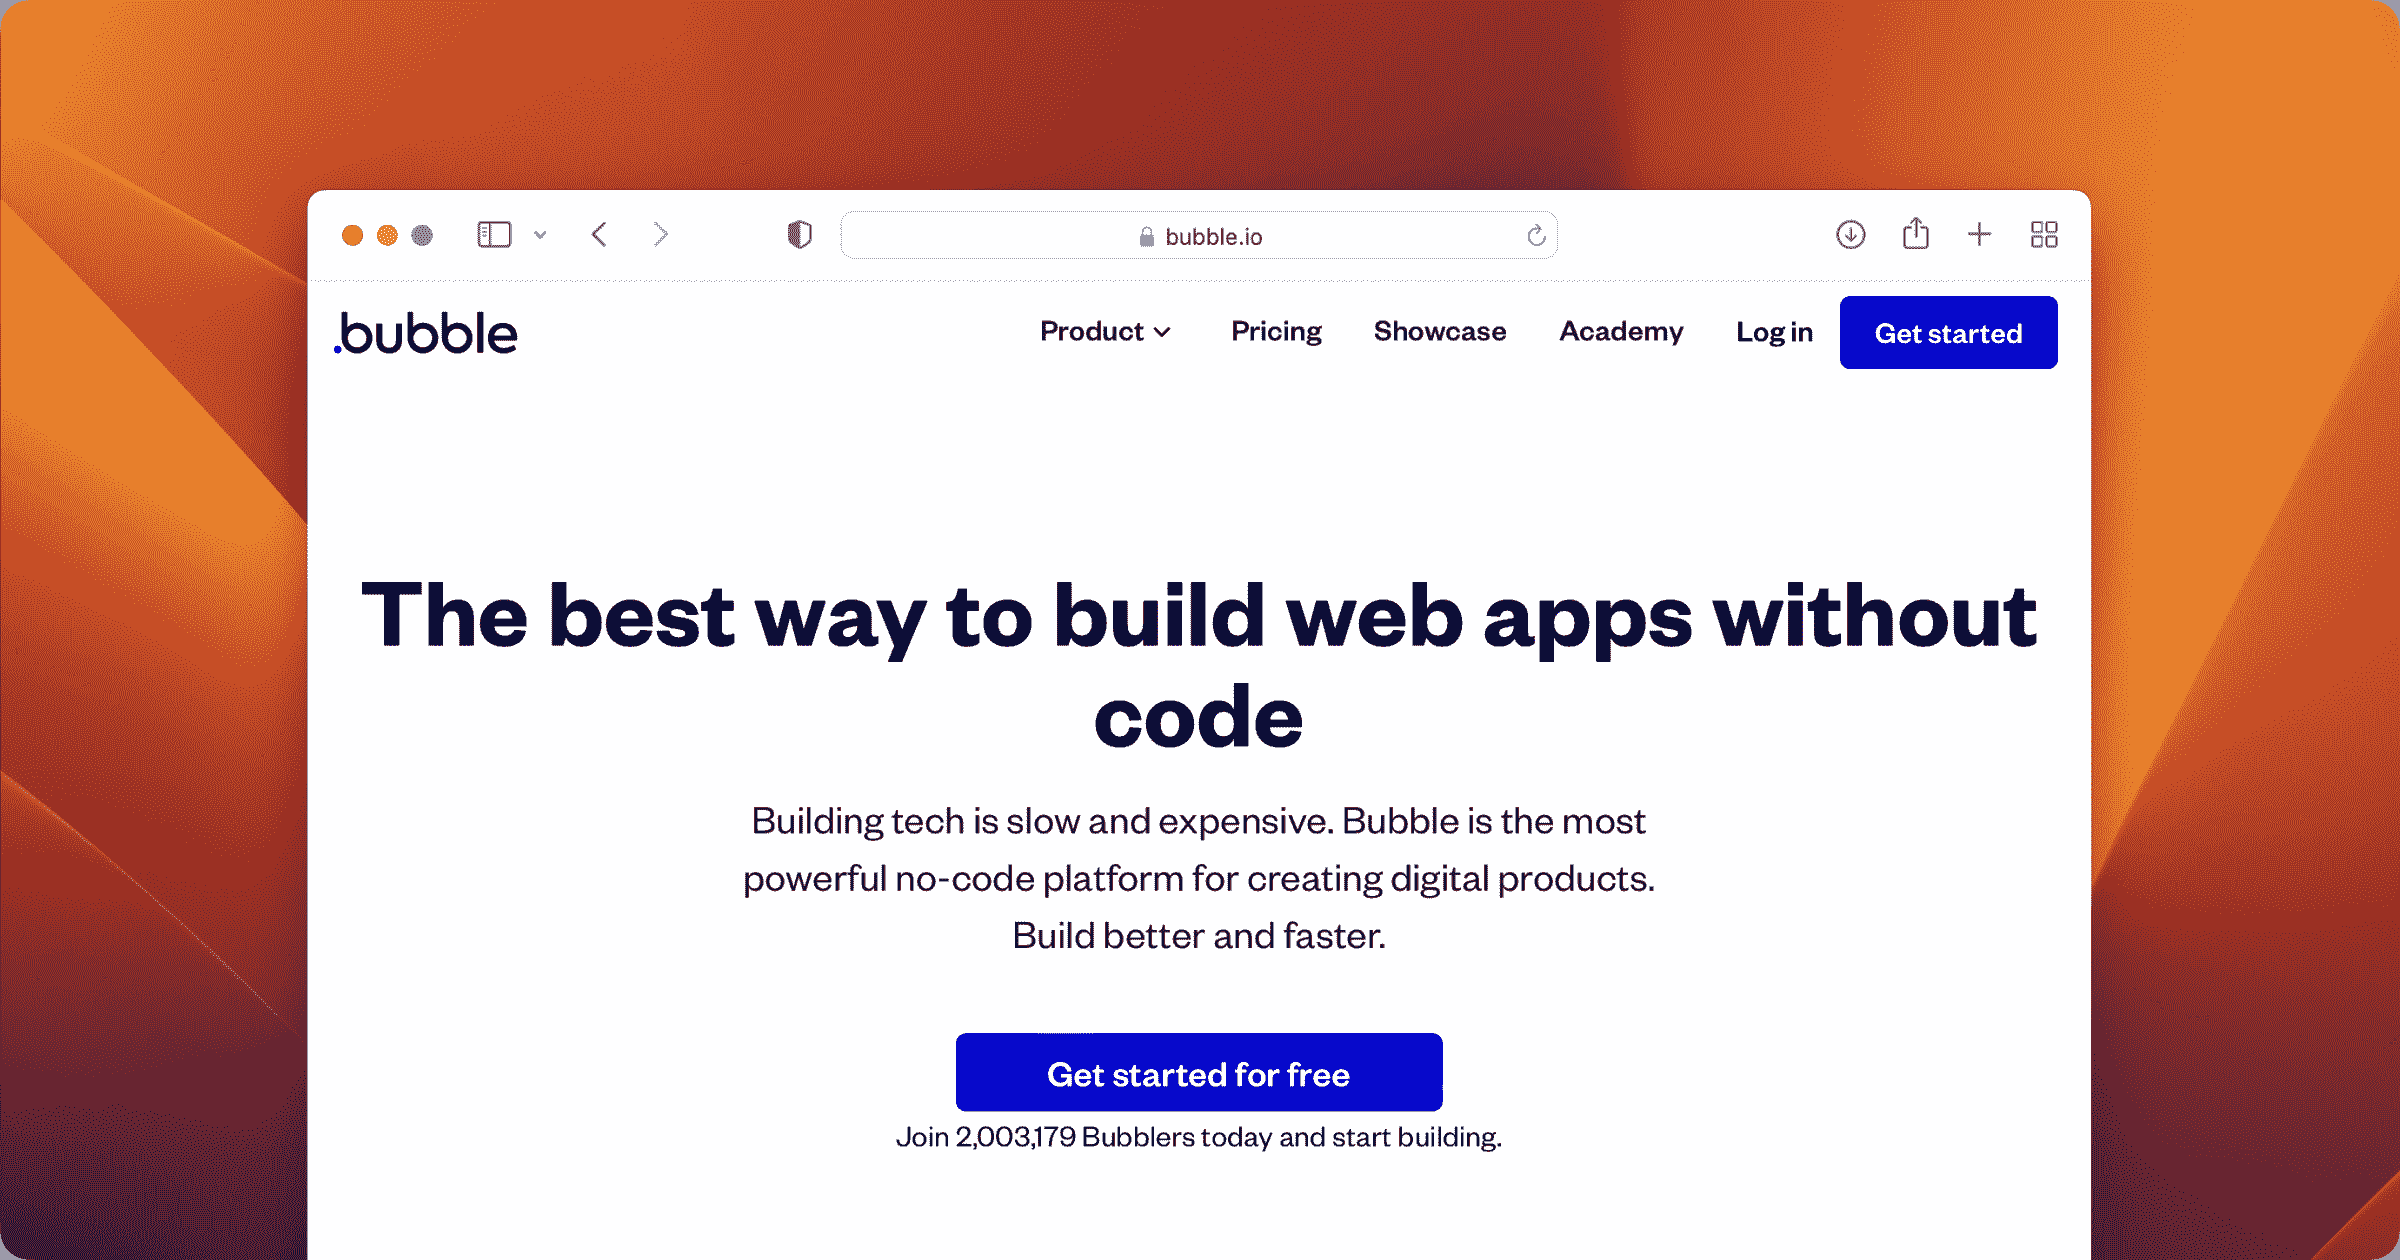 bubble.io
.bubble
Product
Pricing
Showcase
Academy
Log in
Get started
The best way to build web apps without
code
Building tech is slow and expensive. Bubble is the most
powerful no-code platform for creating digital products.
Build better and faster.
Get started for free
Join 2,003,179 Bubblers today and start building.